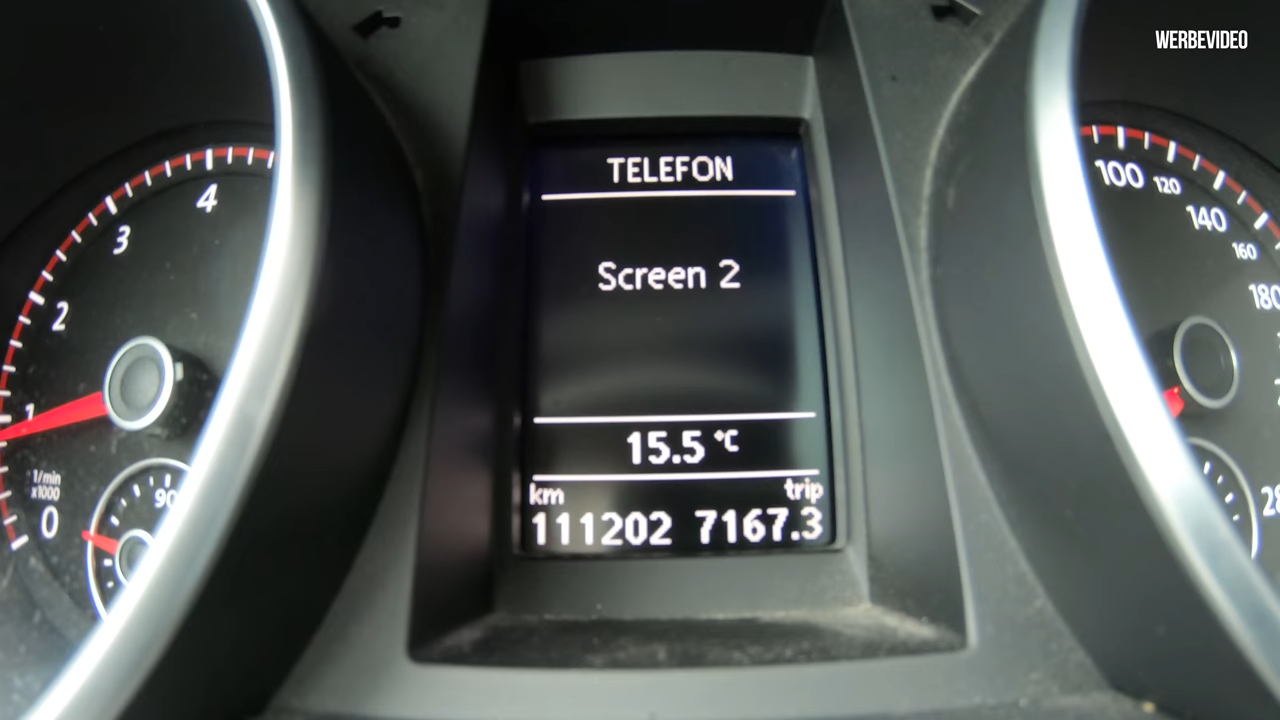 WERBEVIDEO
TELEFON
Screen 2
15.5 °C
km trip
111202 7167.3
4
3
2
1
0
1/min
x1000
90
100
120
140
160
180